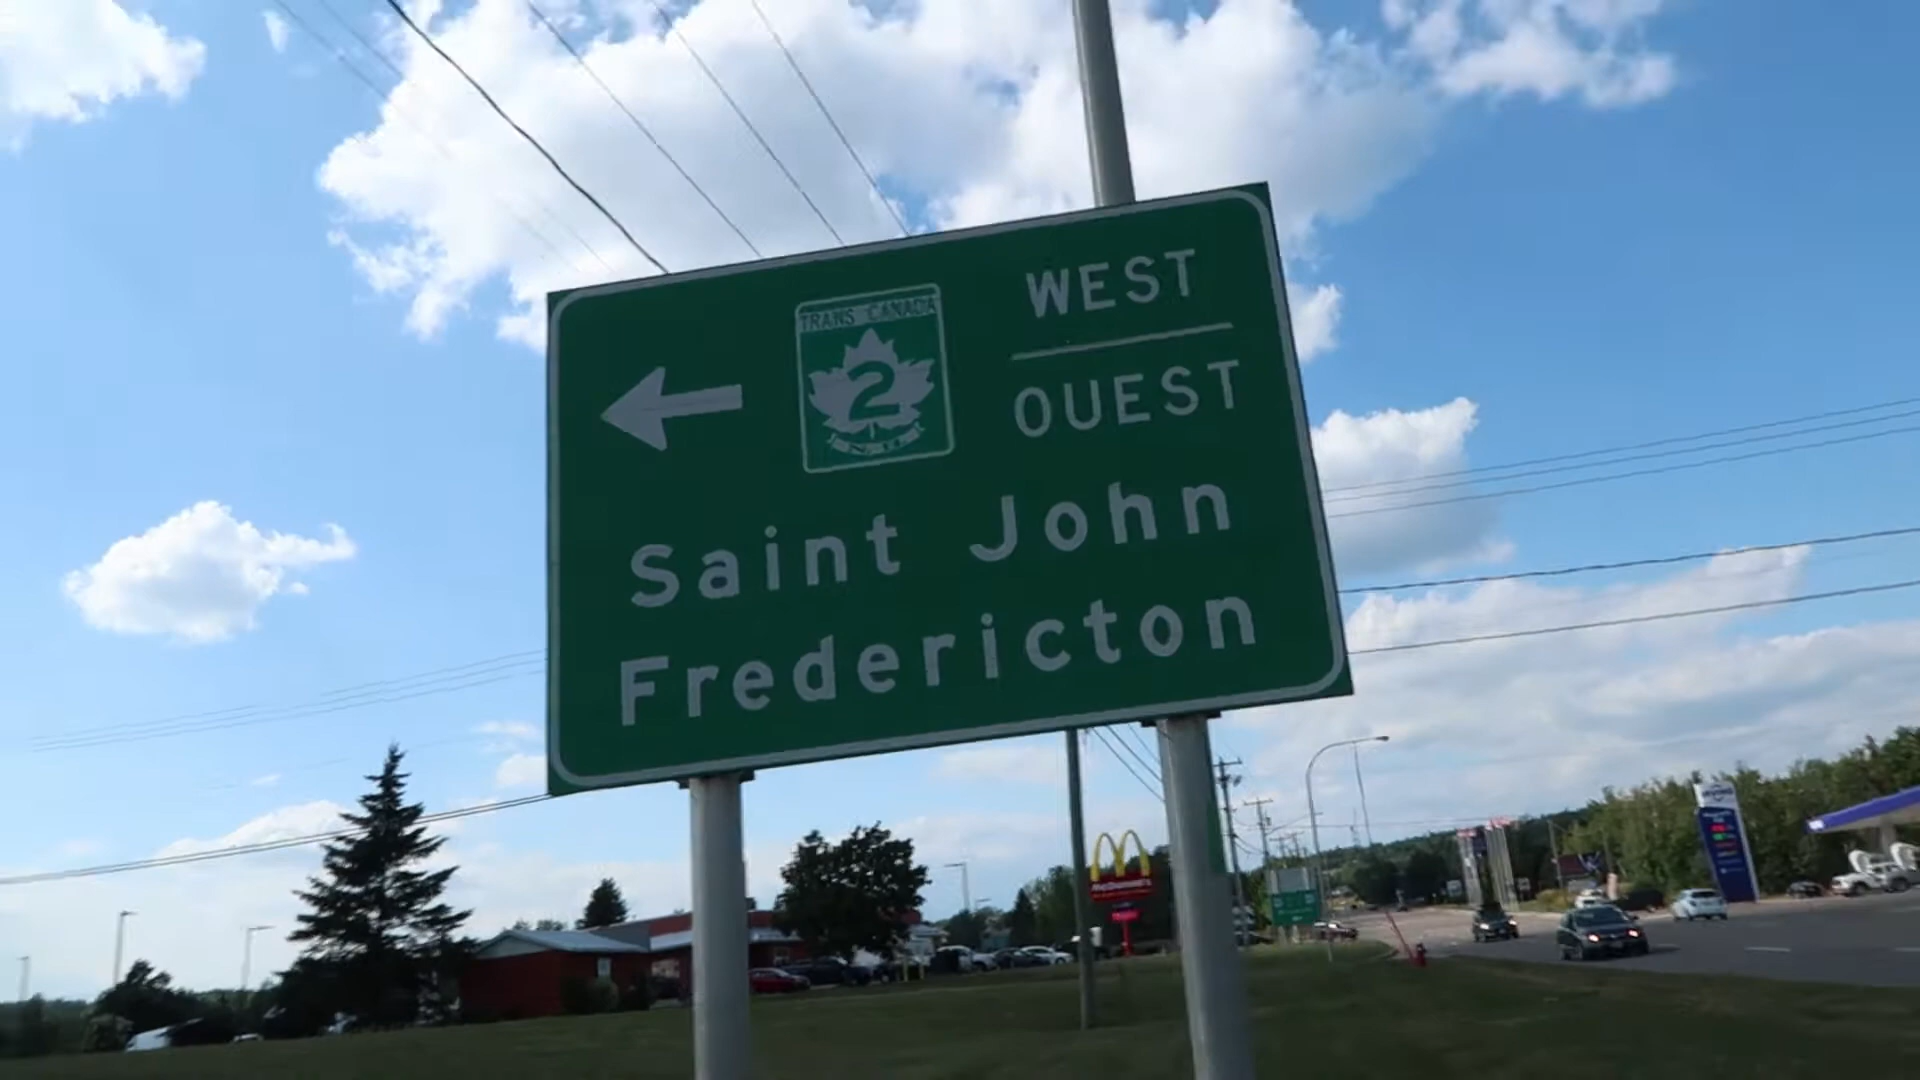 TRANS CANADA
2
N.B.
WEST
OUEST
Saint John
Fredericton
McDonald's